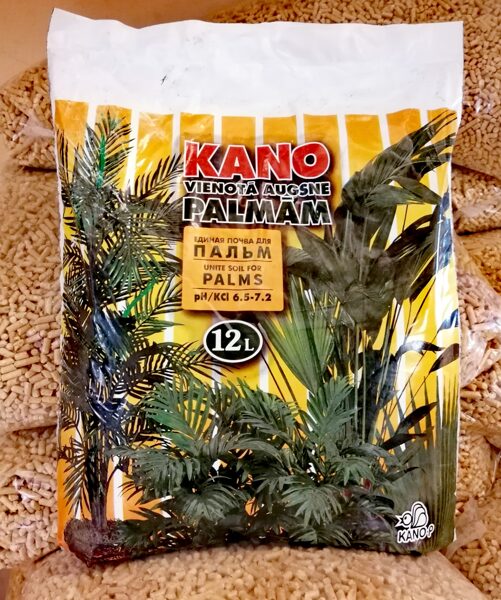 KANO
VIENOTA AUGSNE
PALMĀM
ЕДИНАЯ ПОЧВА ДЛЯ
ПАЛЬМ
UNITE SOIL FOR
PALMS
pH/KCl 6.5-7.2
12L
KANO P